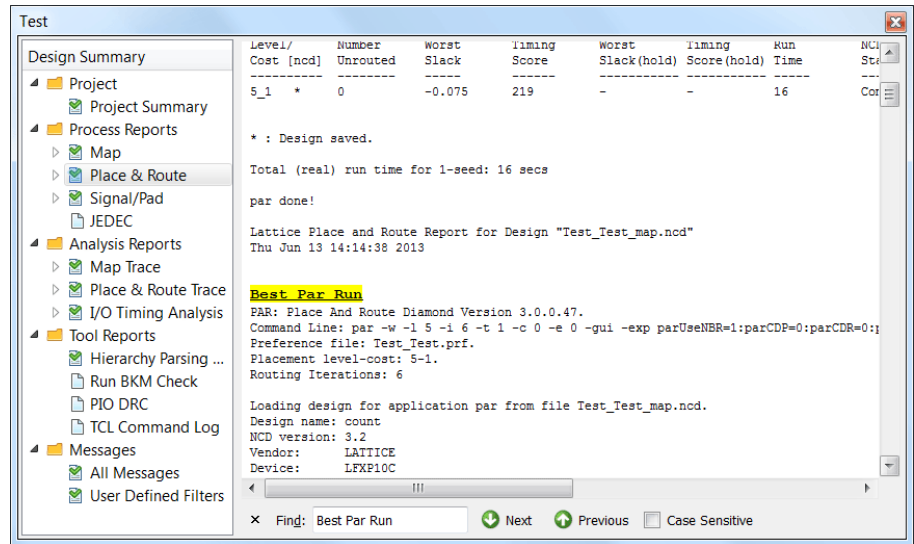 Test
Design Summary
Project
Project Summary
Process Reports
Map
Place & Route
Signal/Pad
JEDEC
Analysis Reports
Map Trace
Place & Route Trace
I/O Timing Analysis
Tool Reports
Hierarchy Parsing ...
Run BKM Check
PIO DRC
TCL Command Log
Messages
All Messages
User Defined Filters
Level/ Number Worst Timing Worst Timing Run
Cost [ncd] Unrouted Slack Score Slack(hold) Score(hold) Time
---------- -------- ----- ------ ----------- ----------- ----
5_1 * 0 -0.075 219 - - 16
* : Design saved.
Total (real) run time for 1-seed: 16 secs
par done!
Lattice Place and Route Report for Design "Test_Test_map.ncd"
Thu Jun 13 14:14:38 2013
Best Par Run
PAR: Place And Route Diamond Version 3.0.0.47.
Command Line: par -w -l 5 -i 6 -t 1 -c 0 -e 0 -gui -exp parUseNBR=1:parCDP=0:parCDR=0:
Preference file: Test_Test.prf.
Placement level-cost: 5-1.
Routing Iterations: 6
Loading design for application par from file Test_Test_map.ncd.
Design name: count
NCD version: 3.2
Vendor: LATTICE
Device: LFXP10C
× Find: Best Par Run Next Previous Case Sensitive